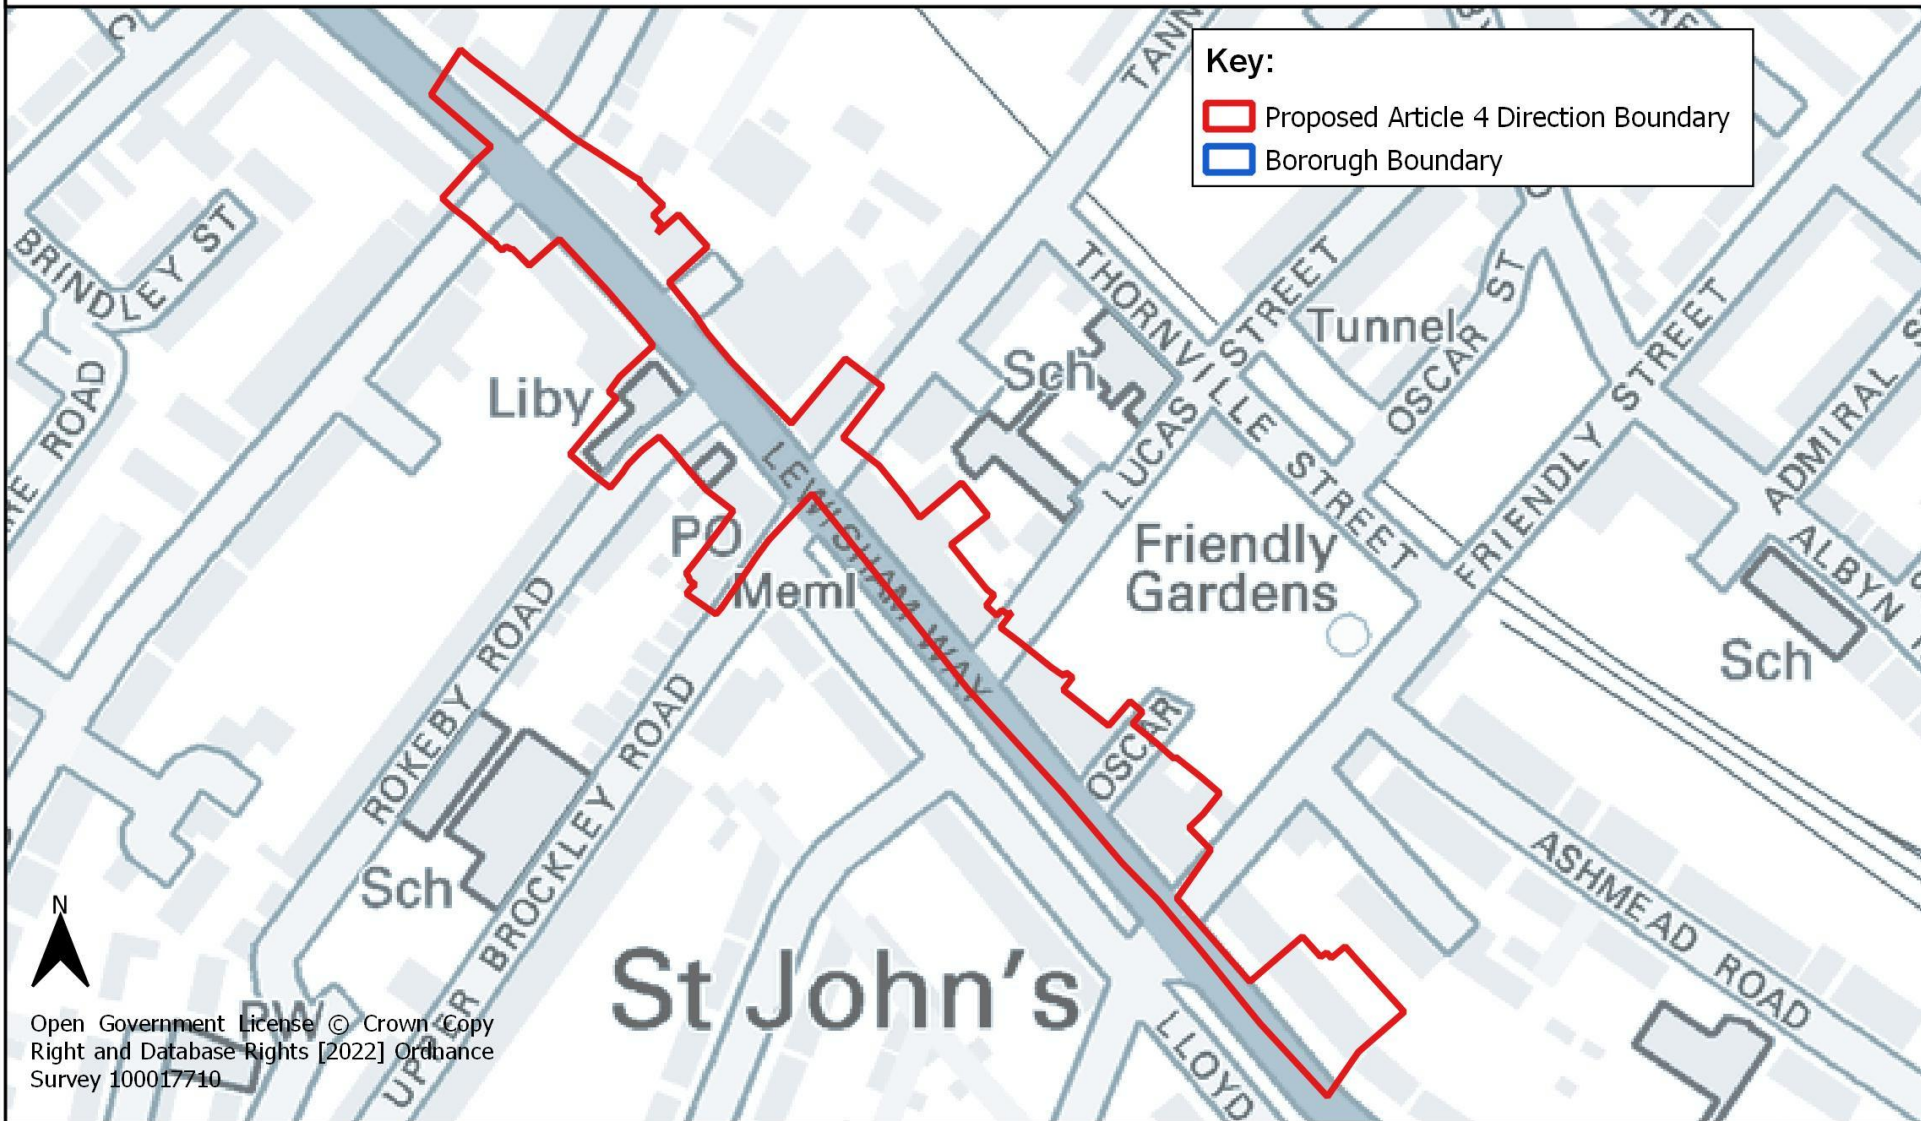 Key:
Proposed Article 4 Direction Boundary
Bororugh Boundary
C
TANN
BRINDLEY ST
THORNVILLE STREET
LUCAS STREET
Tunnel
OSCAR ST
FRIENDLY STREET
ADMIRAL S
ALBYN
Liby
Sch
LEWISHAM WAY
PO
Meml
Friendly
Gardens
Sch
ROAD
ROKEBY ROAD
UPPER BROCKLEY ROAD
OSCAR
ASHMEAD ROAD
Sch
St John's
LLOYD
N
PW
Open Government License © Crown Copy
Right and Database Rights [2022] Ordnance
Survey 100017710